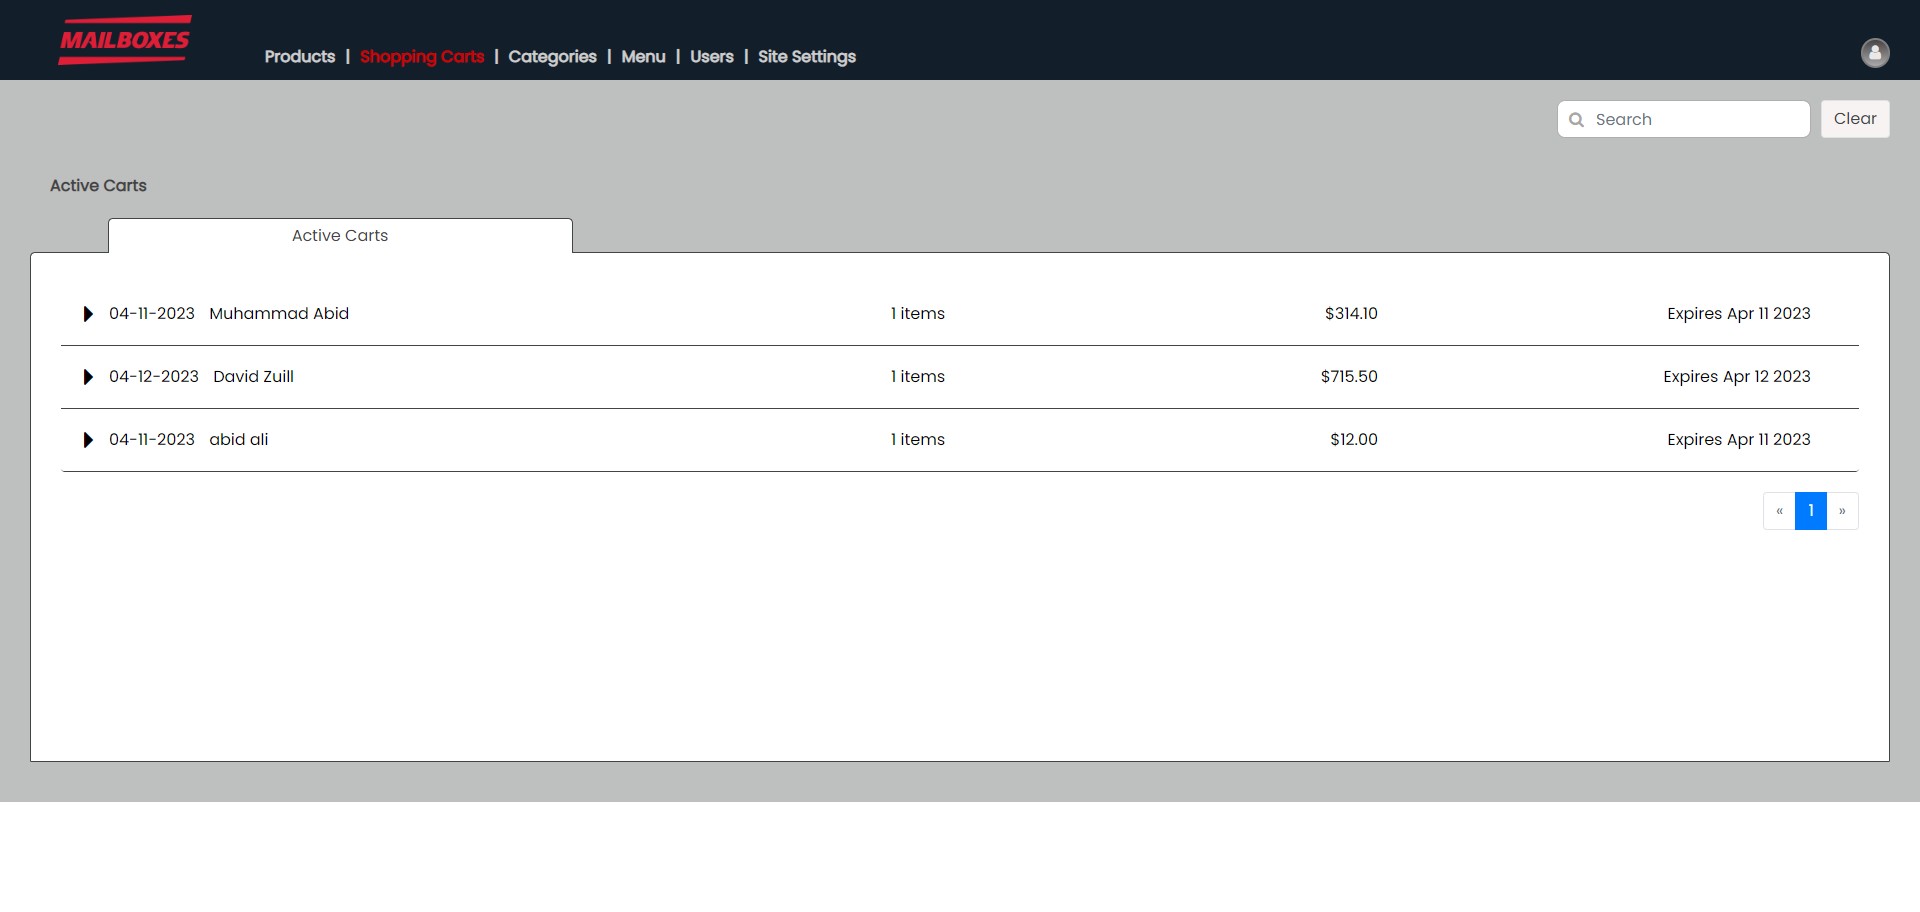 MAILBOXES
Products | Shopping Carts | Categories | Menu | Users | Site Settings
Search
Clear
Active Carts
Active Carts
04-11-2023 Muhammad Abid 1 items $314.10 Expires Apr 11 2023
04-12-2023 David Zuill 1 items $715.50 Expires Apr 12 2023
04-11-2023 abid ali 1 items $12.00 Expires Apr 11 2023
« 1 »